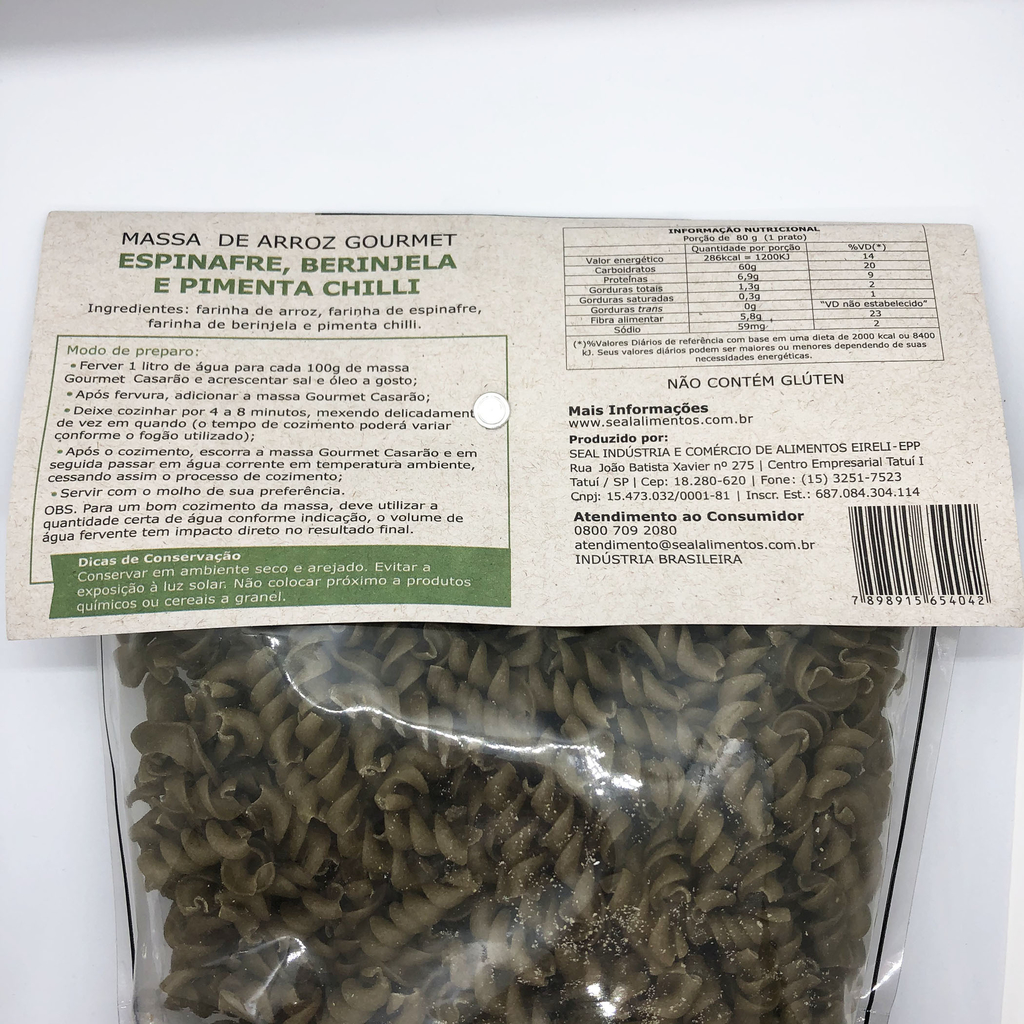 MASSA DE ARROZ GOURMET
ESPINAFRE, BERINJELA
E PIMENTA CHILLI
Ingredientes: farinha de arroz, farinha de espinafre,
farinha de berinjela e pimenta chilli.
Modo de preparo:
• Ferver 1 litro de água para cada 100g de massa
Gourmet Casarão e acrescentar sal e óleo a gosto;
• Após fervura, adicionar a massa Gourmet Casarão;
• Deixe cozinhar por 4 a 8 minutos, mexendo delicadament
de vez em quando (o tempo de cozimento poderá variar
conforme o fogão utilizado);
• Após o cozimento, escorra a massa Gourmet Casarão e em
seguida passar em água corrente em temperatura ambiente,
cessando assim o processo de cozimento;
• Servir com o molho de sua preferência.
OBS. Para um bom cozimento da massa, deve utilizar a
quantidade certa de água conforme indicação, o volume de
água fervente tem impacto direto no resultado final.
Dicas de Conservação
Conservar em ambiente seco e arejado. Evitar a
exposição à luz solar. Não colocar próximo a produtos
químicos ou cereais a granel.
INFORMAÇÃO NUTRICIONAL
Porção de 80 g (1 prato)
Quantidade por porção %VD(*)
Valor energético 286kcal = 1200KJ 14
Carboidratos 60g 20
Proteínas 6,9g 9
Gorduras totais 1,3g 2
Gorduras saturadas 0,3g 1
Gorduras trans 0g "VD não estabelecido"
Fibra alimentar 5,8g 23
Sódio 59mg 2
(*)%Valores Diários de referência com base em uma dieta de 2000 kcal ou 8400
kJ. Seus valores diários podem ser maiores ou menores dependendo de suas
necessidades energéticas.
NÃO CONTÉM GLÚTEN
Mais Informações
www.sealalimentos.com.br
Produzido por:
SEAL INDÚSTRIA E COMÉRCIO DE ALIMENTOS EIRELI-EPP
Rua João Batista Xavier nº 275 | Centro Empresarial Tatuí I
Tatuí / SP | Cep: 18.280-620 | Fone: (15) 3251-7523
Cnpj: 15.473.032/0001-81 | Inscr. Est.: 687.084.304.114
Atendimento ao Consumidor
0800 709 2080
atendimento@sealalimentos.com.br
INDÚSTRIA BRASILEIRA
7 898915 654042